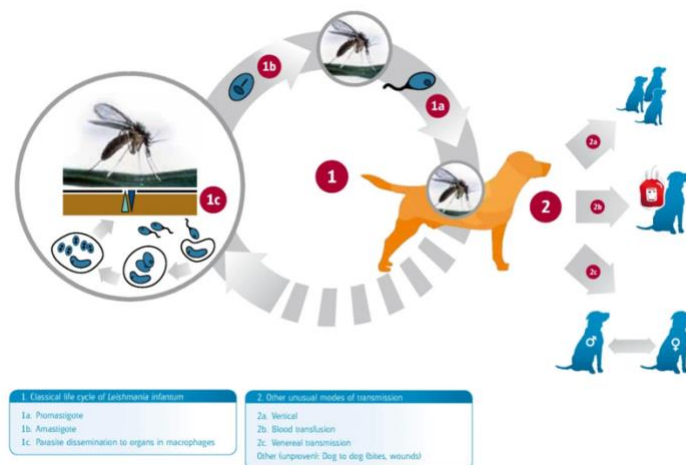 1b
1a
1
1c
2
2a
2b
2c
♂
♀
1. Classical life cycle of Leishmania infantum
1a. Promastigote
1b. Amastigote
1c. Parasite dissemination to organs in macrophages
2. Other unusual modes of transmission
2a. Vertical
2b. Blood transfusion
2c. Venereal transmission
Other (unproven): Dog to dog (bites, wounds)